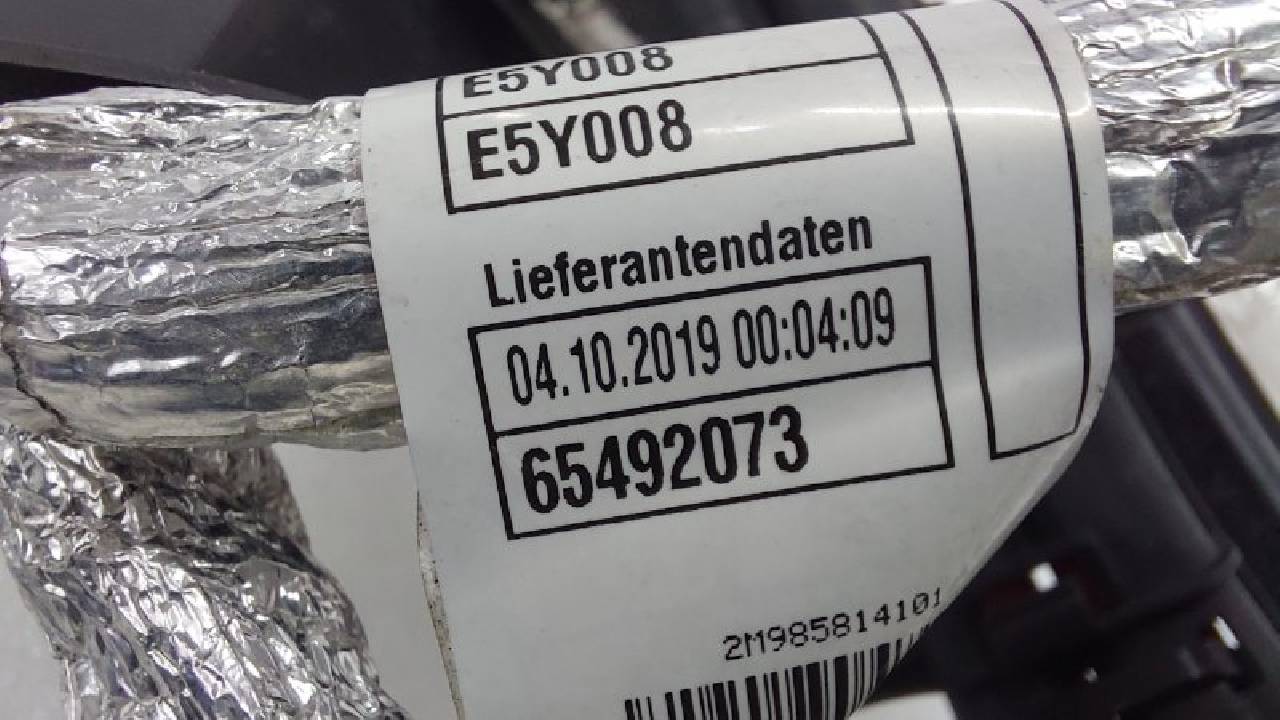 E5Y008
E5Y008
Lieferantendaten
04.10.2019 00:04:09
65492073
2M985814101